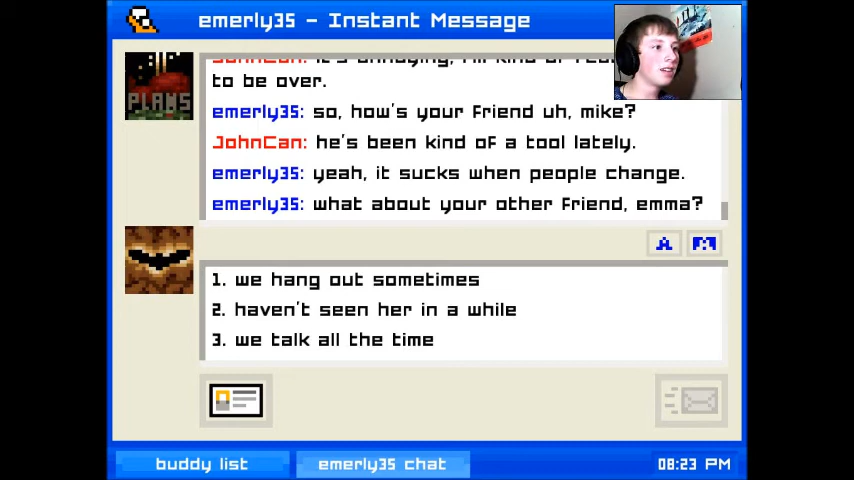 emerly35 - Instant Message
to be over.
emerly35: so, how's your friend uh, mike?
JohnCan: he's been kind of a tool lately.
emerly35: yeah, it sucks when people change.
emerly35: what about your other friend, emma?
1. we hang out sometimes
2. haven't seen her in a while
3. we talk all the time
buddy list
emerly35 chat
08:23 PM